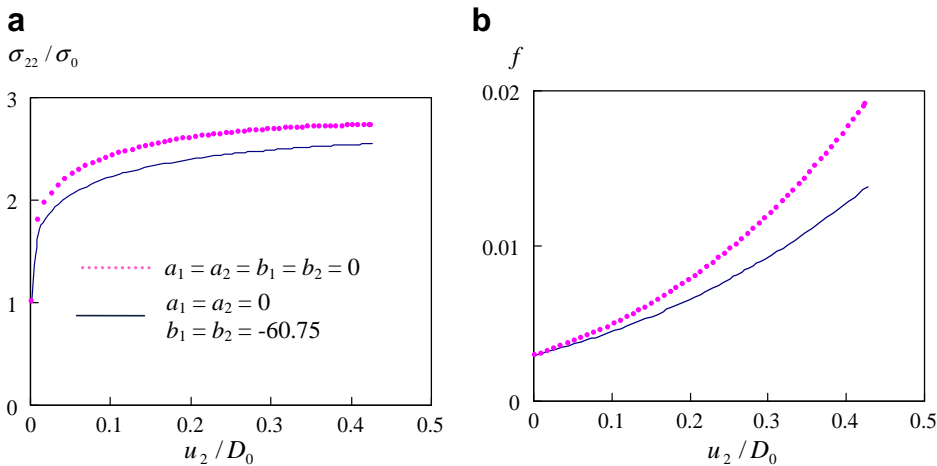 a
σ₂₂ / σ₀
3
2
1
0
0
0.1
0.2
0.3
0.4
0.5
u₂ / D₀
a₁ = a₂ = b₁ = b₂ = 0
a₁ = a₂ = 0
b₁ = b₂ = -60.75
b
f
0.02
0.01
0
0
0.1
0.2
0.3
0.4
0.5
u₂ / D₀